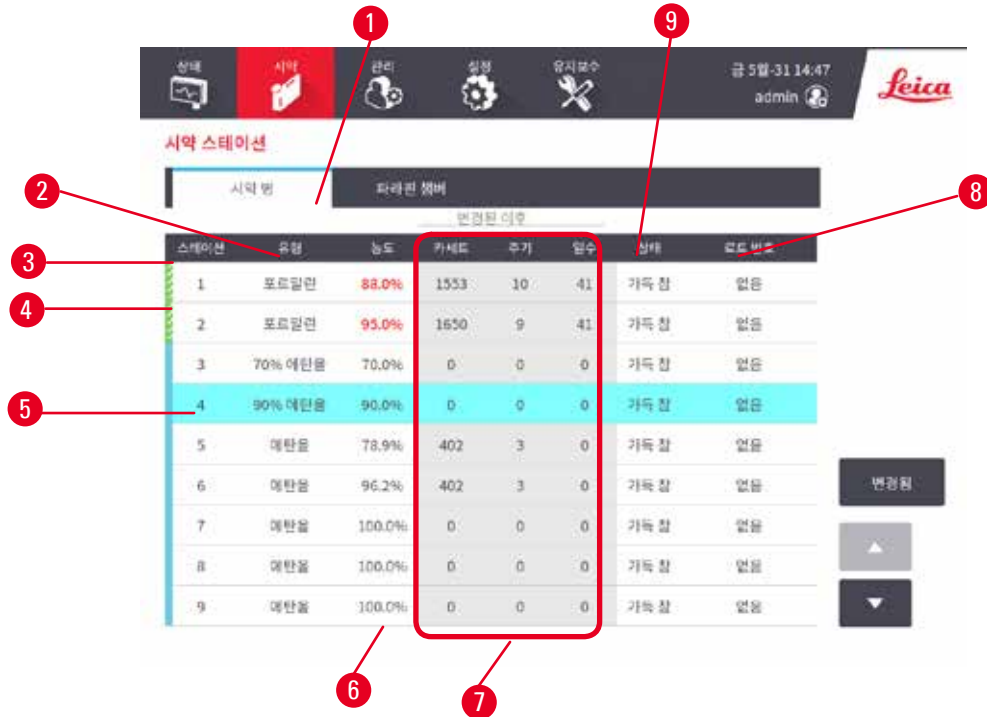 1
9
상태
시약
관리
설정
유지보수
금 5월-31 14:47
admin
Leica
시약 스테이션
시약 병
파라핀 챔버
2
8
변경된 이후
스테이션 유형 농도 카세트 주기 일수 상태 로트 번호
3
1 포르말린 88.0% 1553 10 41 가득 참 없음
4
2 포르말린 95.0% 1650 9 41 가득 참 없음
3 70% 에탄올 70.0% 0 0 0 가득 참 없음
5
4 90% 에탄올 90.0% 0 0 0 가득 참 없음
5 에탄올 78.9% 402 3 0 가득 참 없음
6 에탄올 96.2% 402 3 0 가득 참 없음
변경됨
7 에탄올 100.0% 0 0 0 가득 참 없음
8 에탄올 100.0% 0 0 0 가득 참 없음
9 에탄올 100.0% 0 0 0 가득 참 없음
6
7